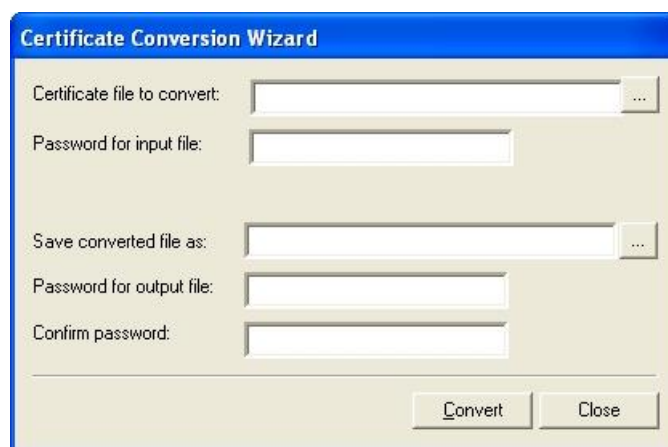 Certificate Conversion Wizard
Certificate file to convert: ...
Password for input file:
Save converted file as: ...
Password for output file:
Confirm password:
Convert Close